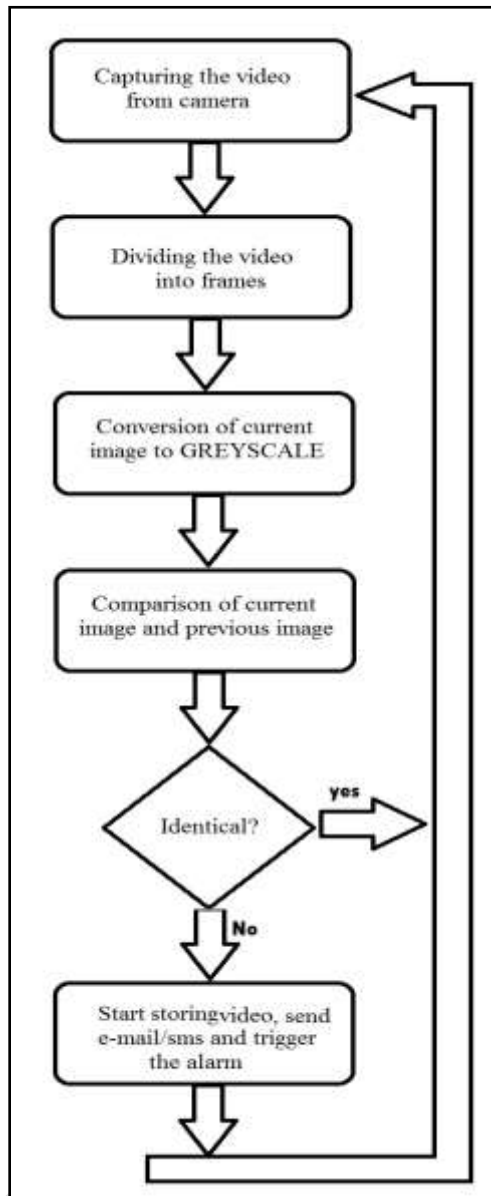 Capturing the video
from camera
Dividing the video
into frames
Conversion of current
image to GREYSCALE
Comparison of current
image and previous image
Identical?
yes
No
Start storingvideo, send
e-mail/sms and trigger
the alarm